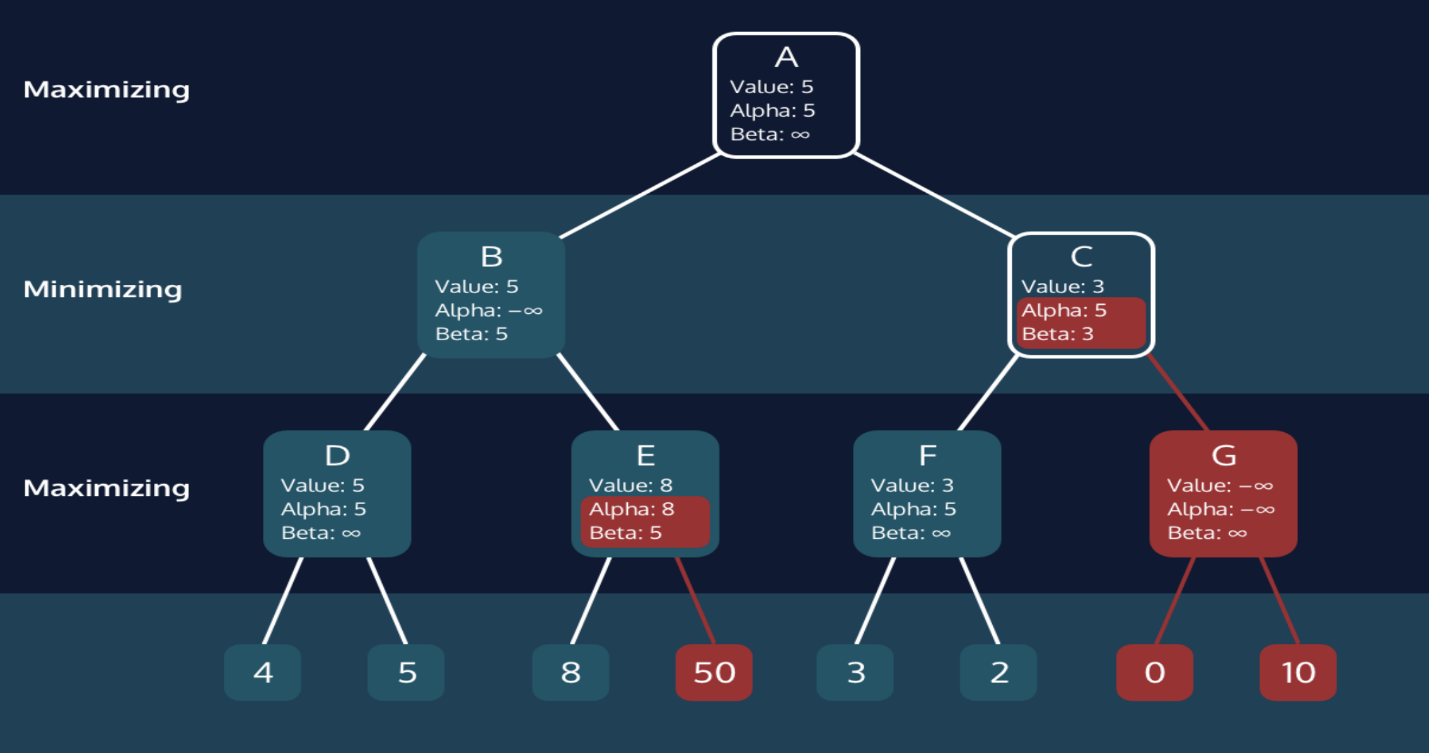 Maximizing
A
Value: 5
Alpha: 5
Beta: ∞
Minimizing
B
Value: 5
Alpha: −∞
Beta: 5
C
Value: 3
Alpha: 5
Beta: 3
Maximizing
D
Value: 5
Alpha: 5
Beta: ∞
E
Value: 8
Alpha: 8
Beta: 5
F
Value: 3
Alpha: 5
Beta: ∞
G
Value: −∞
Alpha: −∞
Beta: ∞
4
5
8
50
3
2
0
10